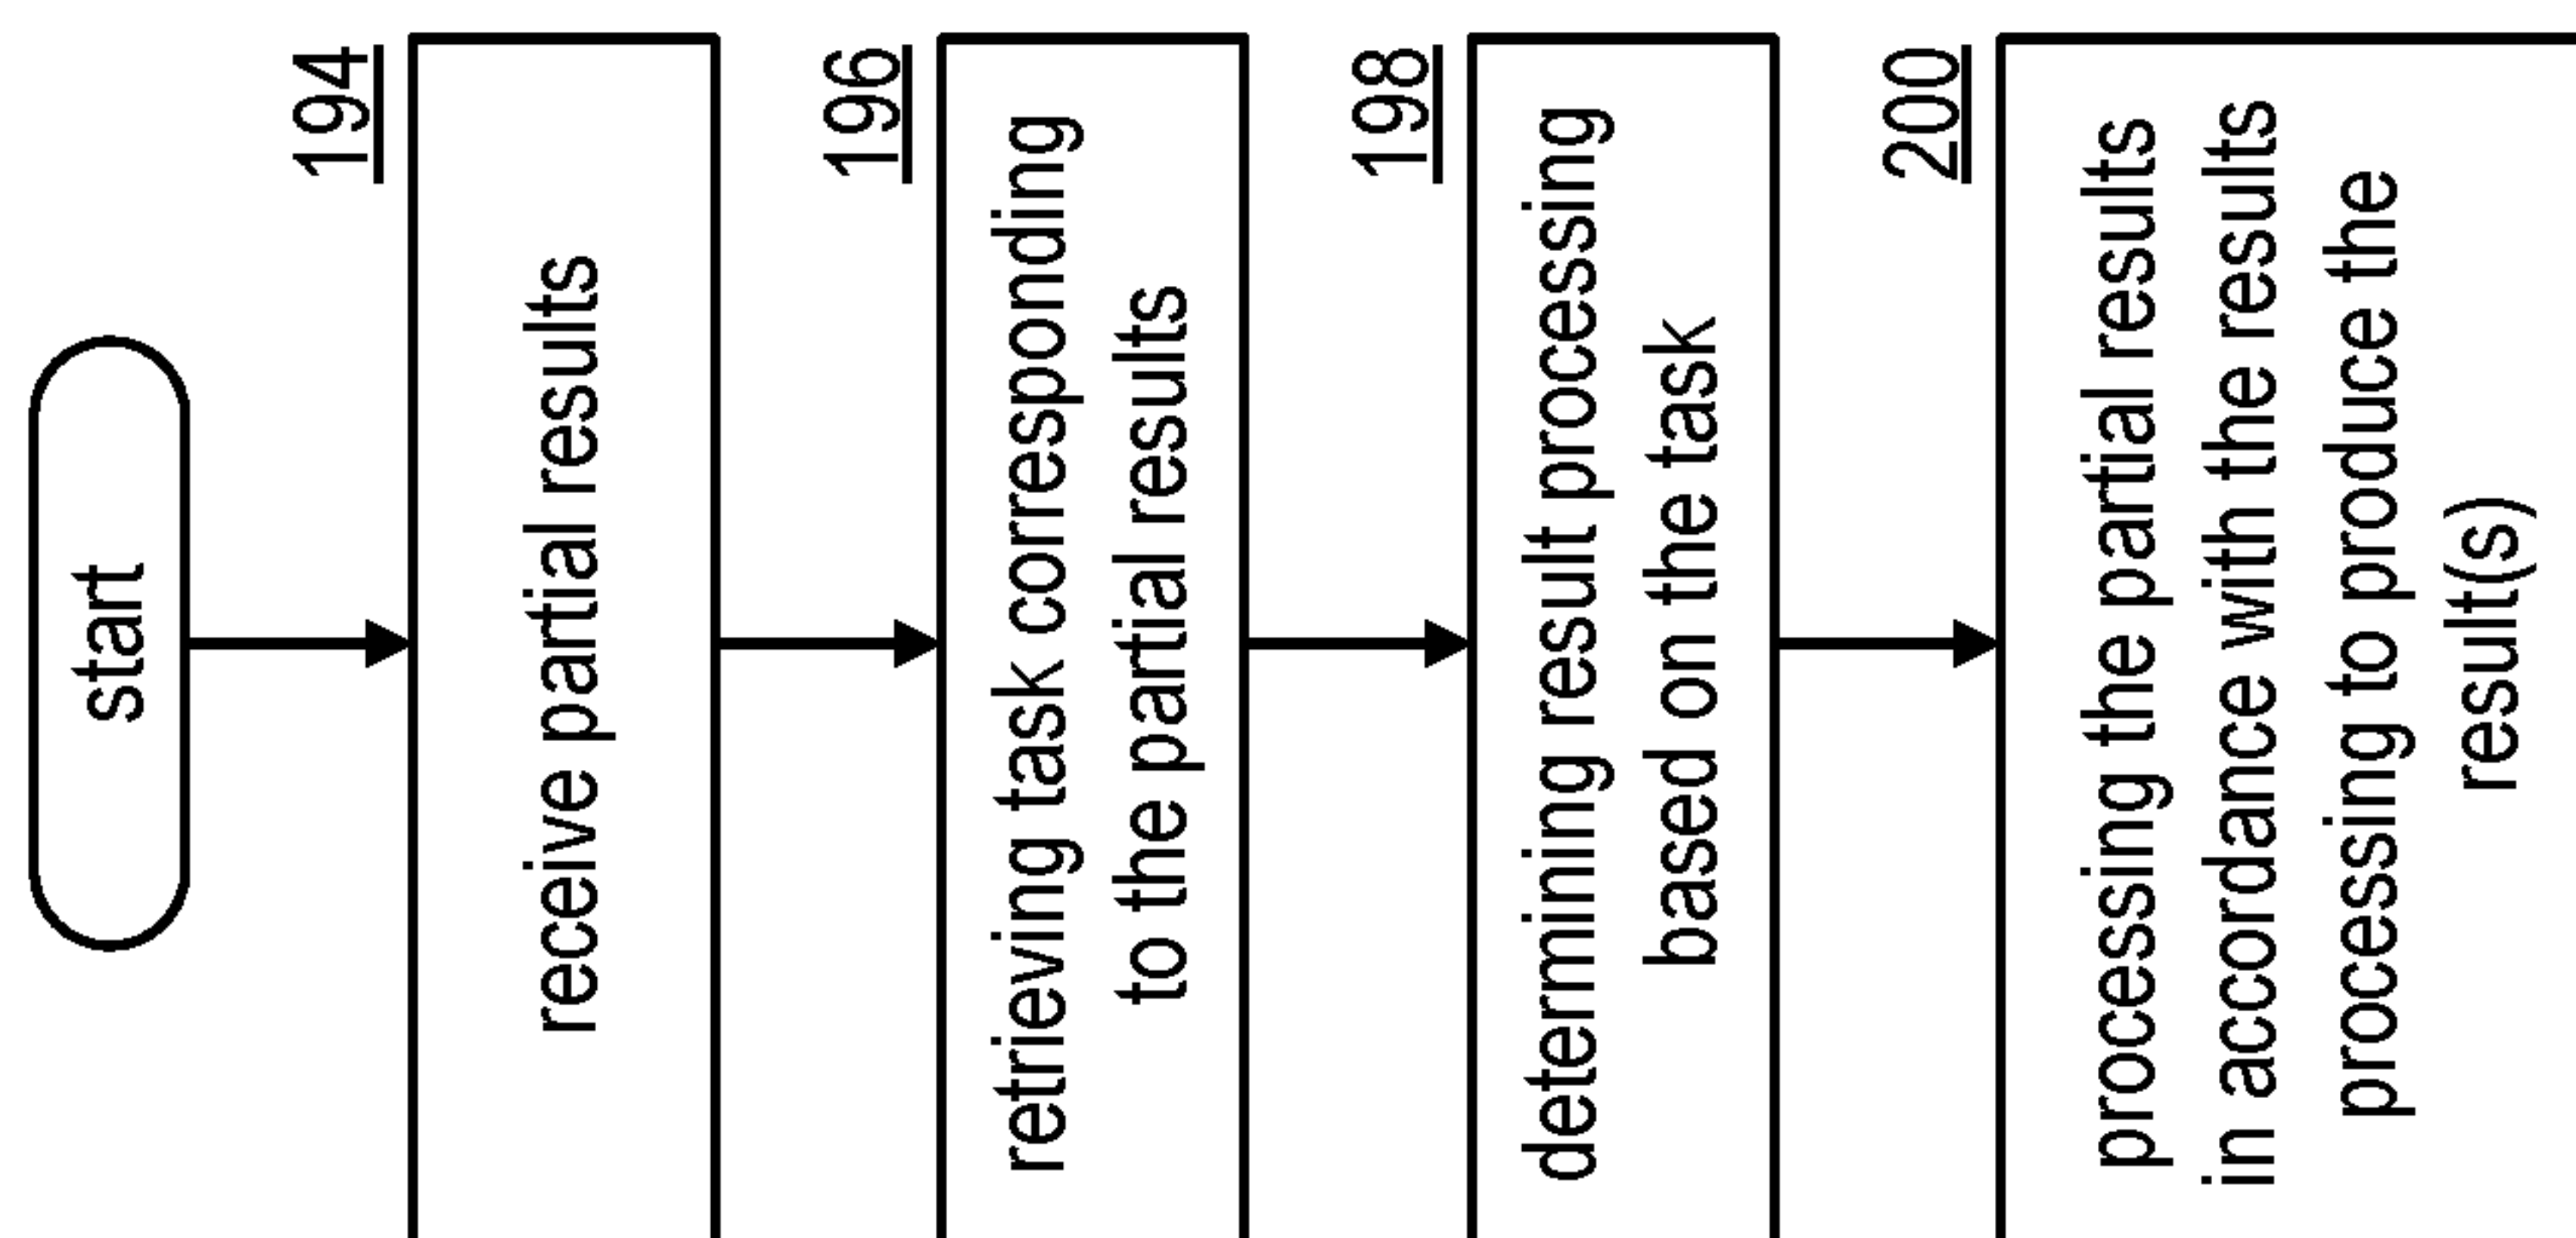 start
194
receive partial results
196
retrieving task corresponding
to the partial results
198
determining result processing
based on the task
200
processing the partial results
in accordance with the results
processing to produce the
result(s)